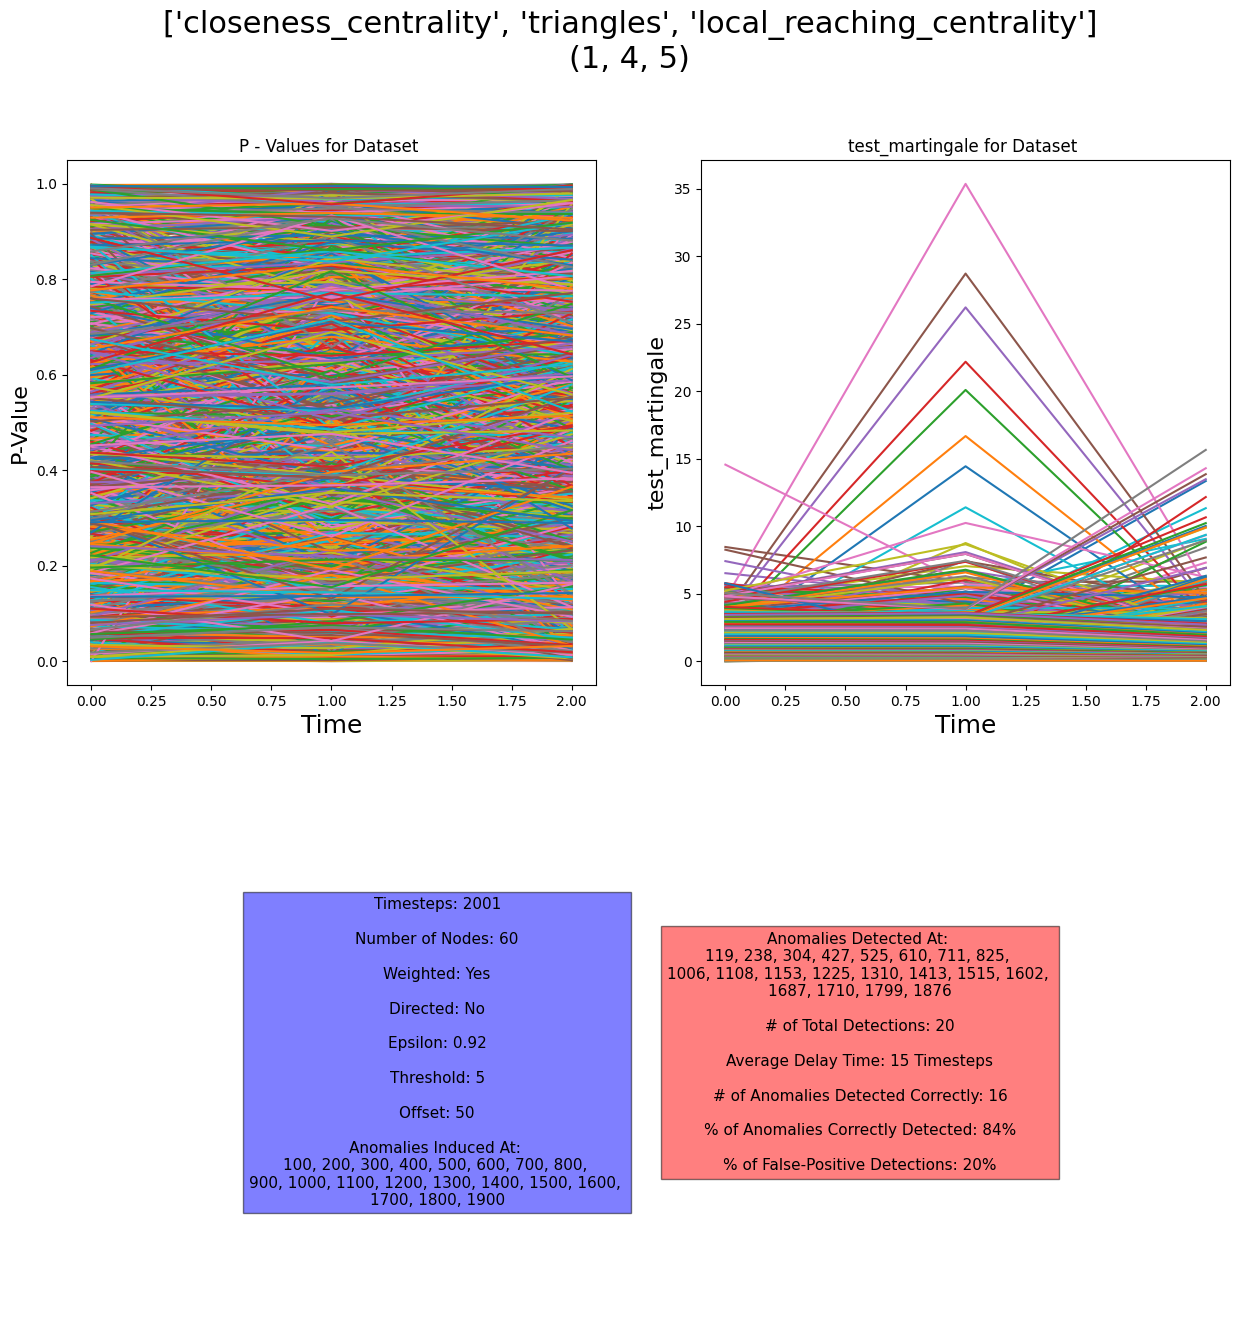 ['closeness_centrality', 'triangles', 'local_reaching_centrality']
(1, 4, 5)
P - Values for Dataset
P-Value
1.0
0.8
0.6
0.4
0.2
0.0
0.00 0.25 0.50 0.75 1.00 1.25 1.50 1.75 2.00
Time
test_martingale for Dataset
test_martingale
35
30
25
20
15
10
5
0
0.00 0.25 0.50 0.75 1.00 1.25 1.50 1.75 2.00
Time
Timesteps: 2001
Number of Nodes: 60
Weighted: Yes
Directed: No
Epsilon: 0.92
Threshold: 5
Offset: 50
Anomalies Induced At:
100, 200, 300, 400, 500, 600, 700, 800,
900, 1000, 1100, 1200, 1300, 1400, 1500, 1600,
1700, 1800, 1900
Anomalies Detected At:
119, 238, 304, 427, 525, 610, 711, 825,
1006, 1108, 1153, 1225, 1310, 1413, 1515, 1602,
1687, 1710, 1799, 1876
# of Total Detections: 20
Average Delay Time: 15 Timesteps
# of Anomalies Detected Correctly: 16
% of Anomalies Correctly Detected: 84%
% of False-Positive Detections: 20%